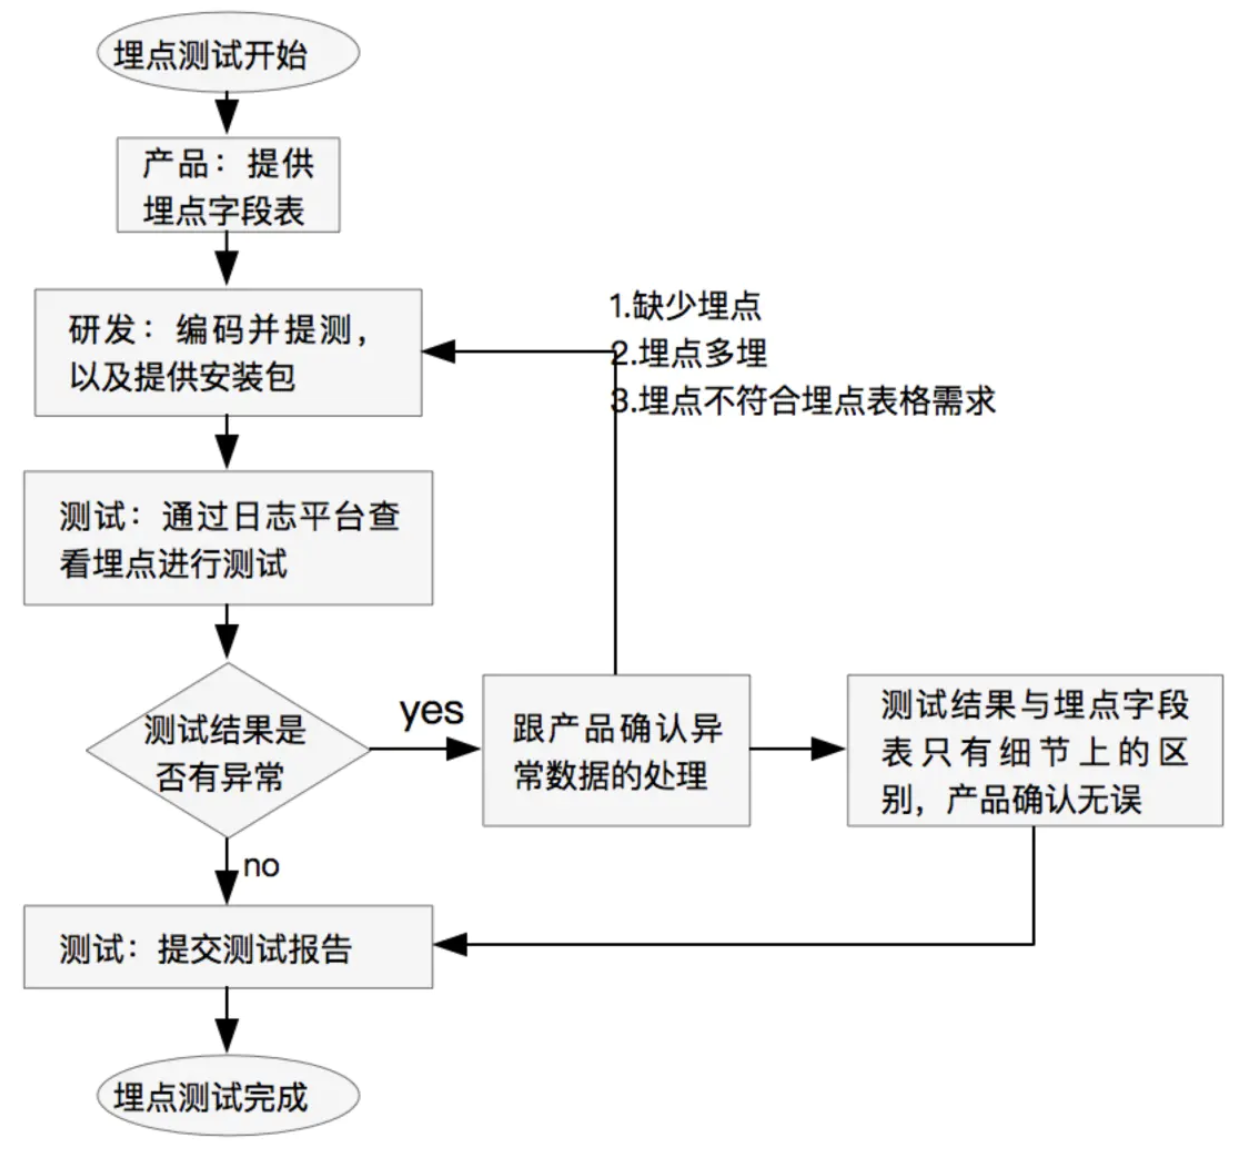 埋点测试开始
产品：提供
埋点字段表
研发：编码并提测，
以及提供安装包
1.缺少埋点
2.埋点多埋
3.埋点不符合埋点表格需求
测试：通过日志平台查
看埋点进行测试
测试结果是
否有异常
yes
跟产品确认异
常数据的处理
测试结果与埋点字段
表只有细节上的区
别，产品确认无误
no
测试：提交测试报告
埋点测试完成